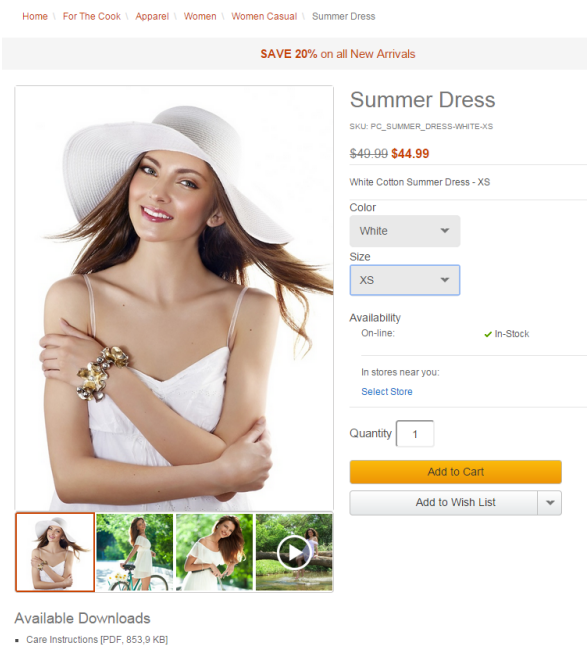 Home \ For The Cook \ Apparel \ Women \ Women Casual \ Summer Dress
SAVE 20% on all New Arrivals
Summer Dress
SKU: PC_SUMMER_DRESS-WHITE-XS
$49.99 $44.99
White Cotton Summer Dress - XS
Color
White
Size
XS
Availability
On-line: In-Stock
In stores near you:
Select Store
Quantity 1
Add to Cart
Add to Wish List
Available Downloads
Care Instructions [PDF, 853,9 KB]